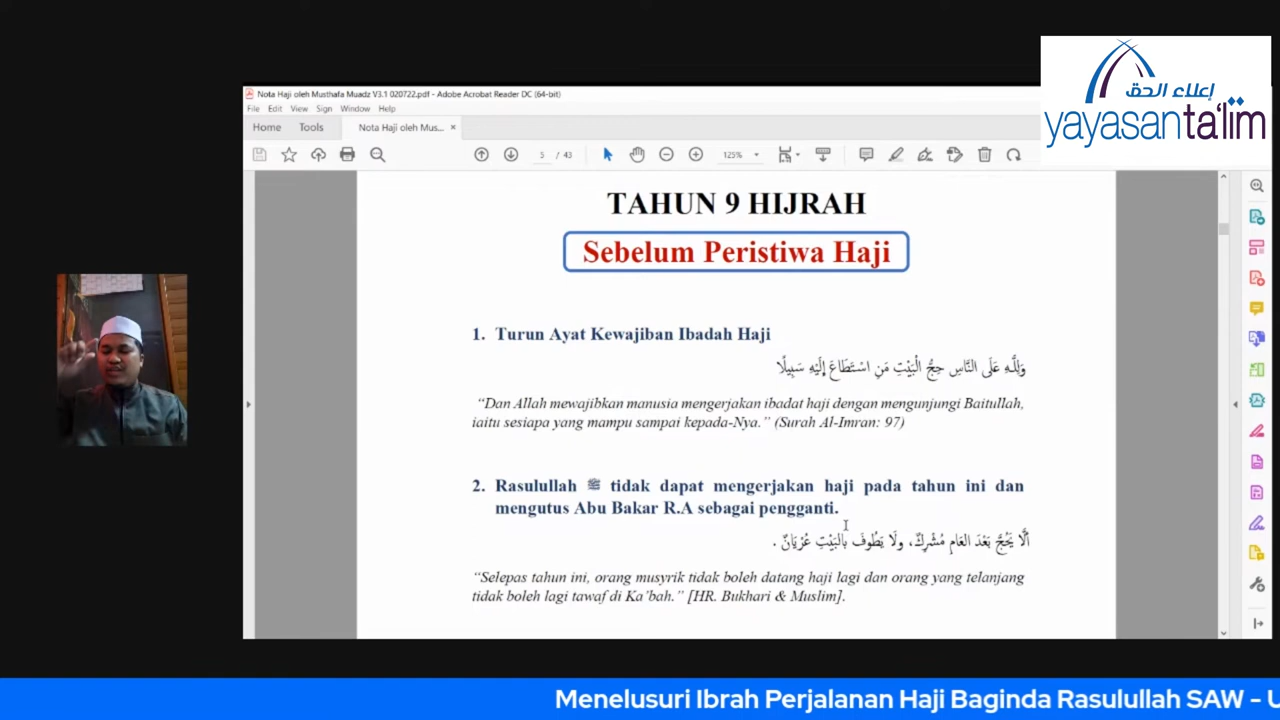 إعلاء الحق
yayasanta'lim
Nota Haji oleh Musthafa Muadz V3.1 020722.pdf - Adobe Acrobat Reader DC (64-bit)
File Edit View Sign Window Help
Home Tools Nota Haji oleh Mus... ×
5 / 43 125%
TAHUN 9 HIJRAH
Sebelum Peristiwa Haji
1. Turun Ayat Kewajiban Ibadah Haji
وَلِلَّـهِ عَلَى النَّاسِ حِجُّ الْبَيْتِ مَنِ اسْتَطَاعَ إِلَيْهِ سَبِيلًا
“Dan Allah mewajibkan manusia mengerjakan ibadat haji dengan mengunjungi Baitullah,
iaitu sesiapa yang mampu sampai kepada-Nya.” (Surah Al-Imran: 97)
2. Rasulullah ﷺ tidak dapat mengerjakan haji pada tahun ini dan
mengutus Abu Bakar R.A sebagai pengganti.
أَلَّا يَحُجَّ بَعْدَ العَامِ مُشْرِكٌ، ولَا يَطُوفَ بالبَيْتِ عُرْيَانٌ .
“Selepas tahun ini, orang musyrik tidak boleh datang haji lagi dan orang yang telanjang
tidak boleh lagi tawaf di Ka’bah.” [HR. Bukhari & Muslim].
Menelusuri Ibrah Perjalanan Haji Baginda Rasulullah SAW - U